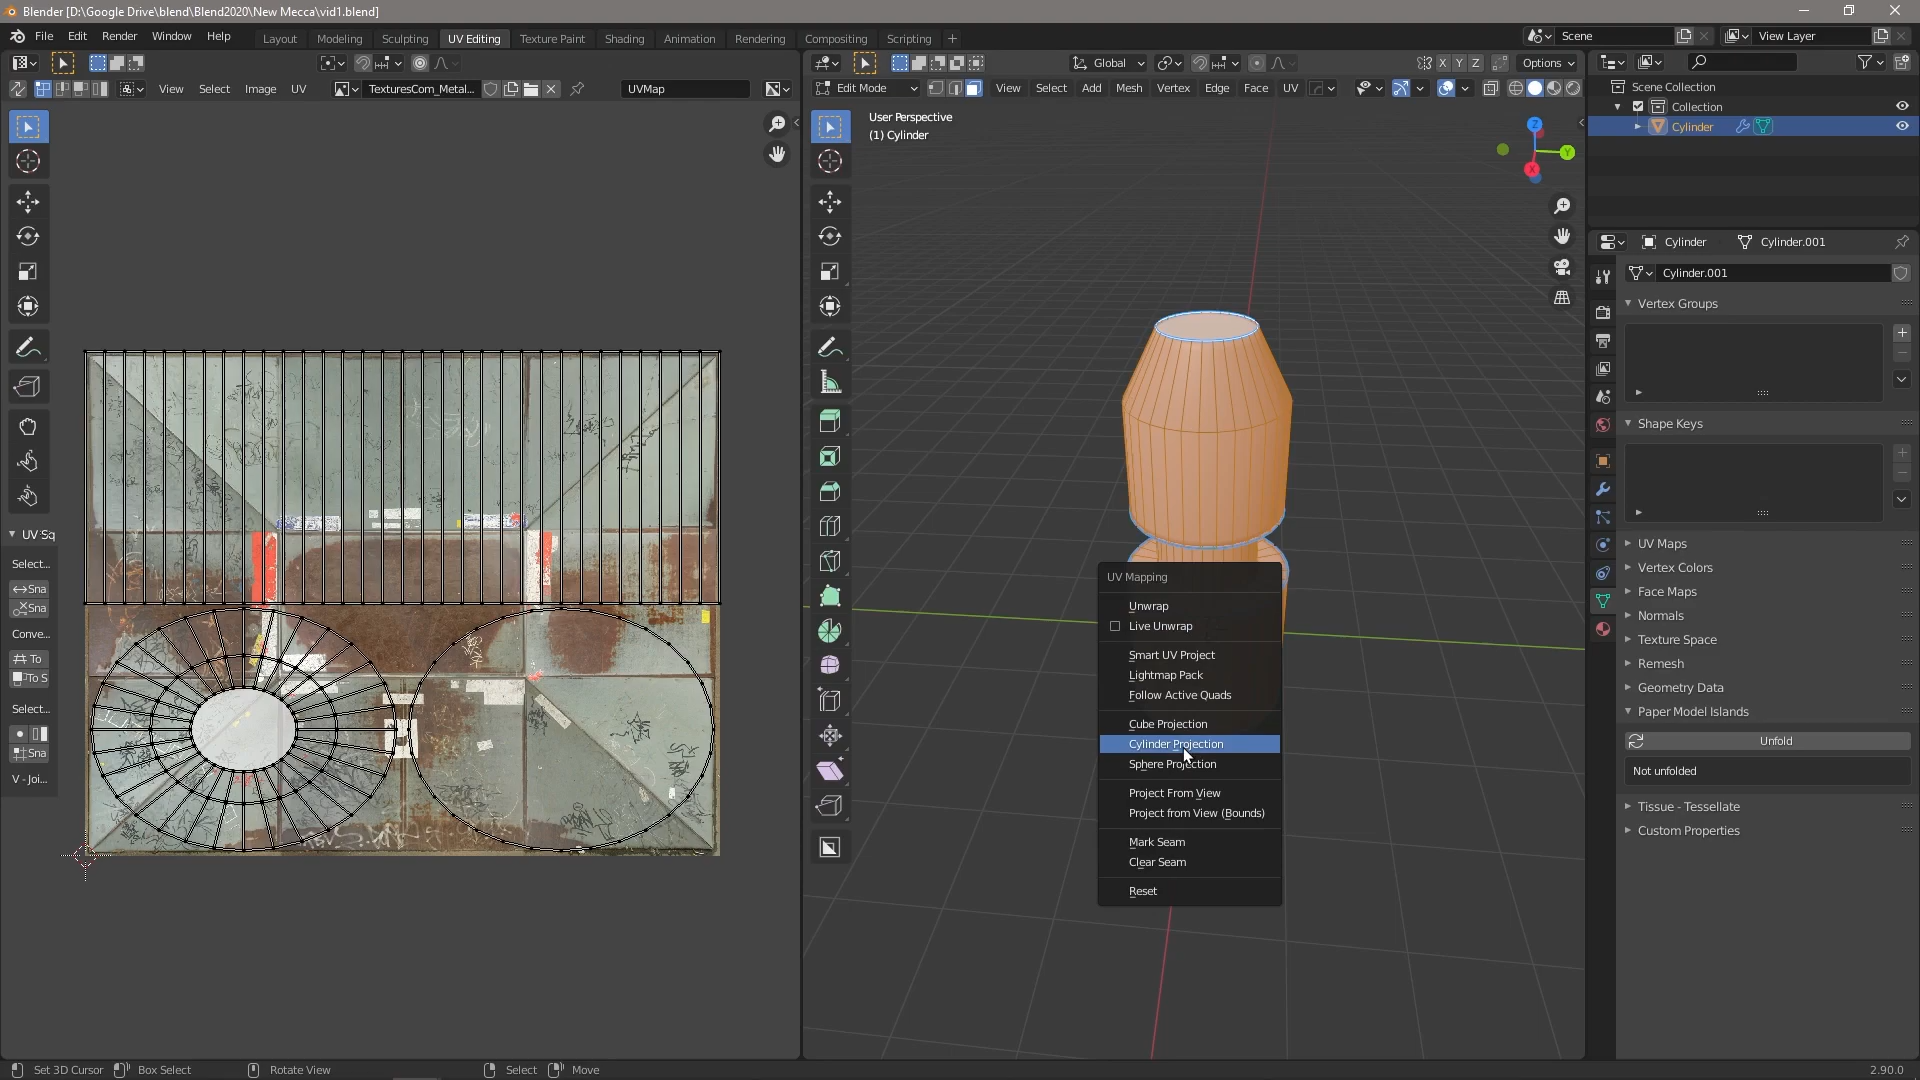 Blender [D:\Google Drive\blend\Blend2020\New Mecca\vid1.blend]
File Edit Render Window Help
Layout Modeling Sculpting UV Editing Texture Paint Shading Animation Rendering Compositing Scripting +
Scene
View Layer
Global
X Y Z
Options
View Select Image UV
TexturesCom_Metal...
UVMap
Edit Mode
View Select Add Mesh Vertex Edge Face UV
Scene Collection
Collection
Cylinder
User Perspective
(1) Cylinder
Z
Y
X
Cylinder
Cylinder.001
Cylinder.001
Vertex Groups
Shape Keys
UV Maps
Vertex Colors
Face Maps
Normals
Texture Space
Remesh
Geometry Data
Paper Model Islands
Unfold
Not unfolded
Tissue - Tessellate
Custom Properties
UV Sq
Select...
Sna
Sna
Conve...
To
To S
Select...
Sna
V - Joi...
UV Mapping
Unwrap
Live Unwrap
Smart UV Project
Lightmap Pack
Follow Active Quads
Cube Projection
Cylinder Projection
Sphere Projection
Project From View
Project from View (Bounds)
Mark Seam
Clear Seam
Reset
Set 3D Cursor
Box Select
Rotate View
Select
Move
2.90.0